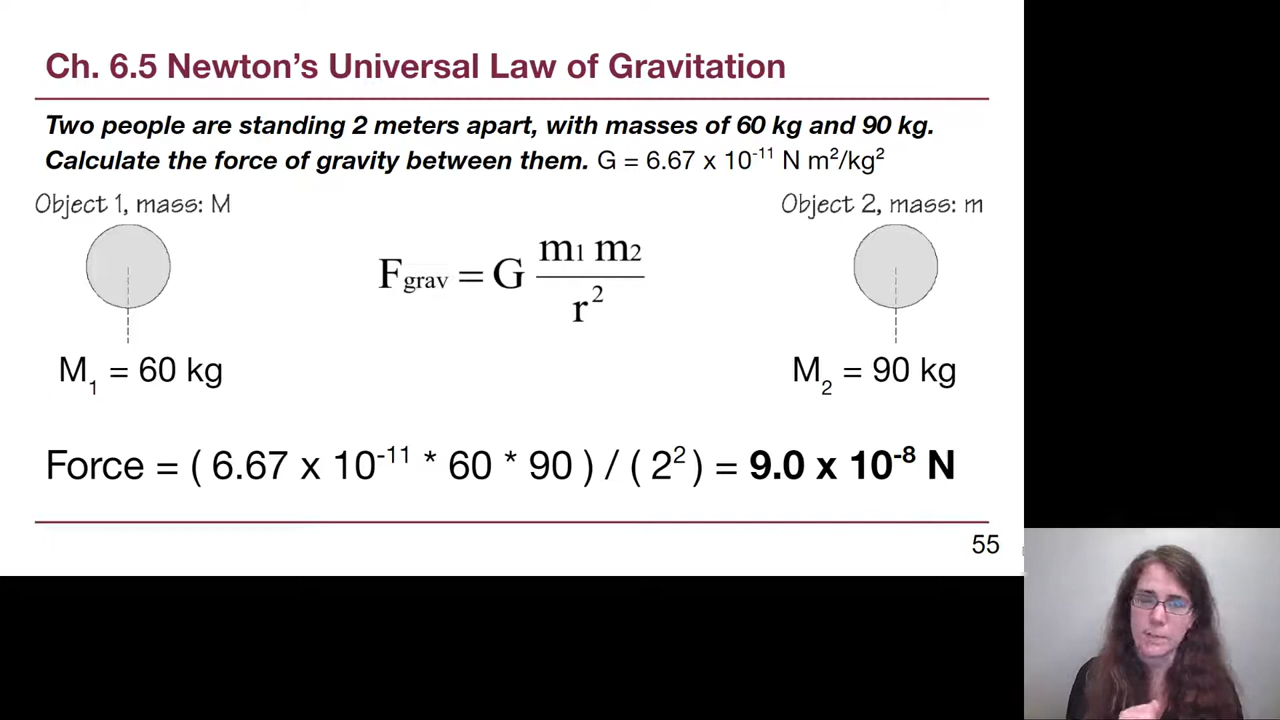 Ch. 6.5 Newton's Universal Law of Gravitation
Two people are standing 2 meters apart, with masses of 60 kg and 90 kg.
Calculate the force of gravity between them. G = 6.67 x 10⁻¹¹ N m²/kg²
Object 1, mass: M
Object 2, mass: m
F_grav = G m₁ m₂ / r²
M₁ = 60 kg
M₂ = 90 kg
Force = ( 6.67 x 10⁻¹¹ * 60 * 90 ) / ( 2² ) = 9.0 x 10⁻⁸ N
55